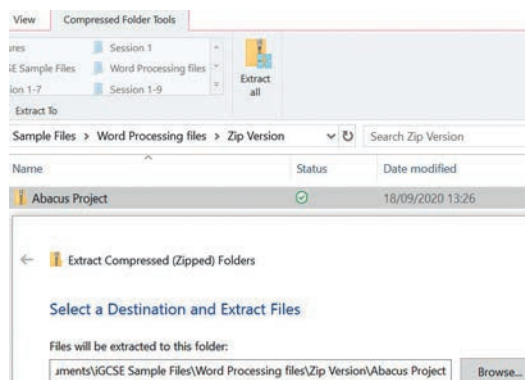 View Compressed Folder Tools
ures Session 1
SE Sample Files Word Processing files
ion 1-7 Session 1-9
Extract all
Extract To
Sample Files > Word Processing files > Zip Version Search Zip Version
Name Status Date modified
Abacus Project 18/09/2020 13:26
Extract Compressed (Zipped) Folders
Select a Destination and Extract Files
Files will be extracted to this folder:
uments\iGCSE Sample Files\Word Processing files\Zip Version\Abacus Project Browse...